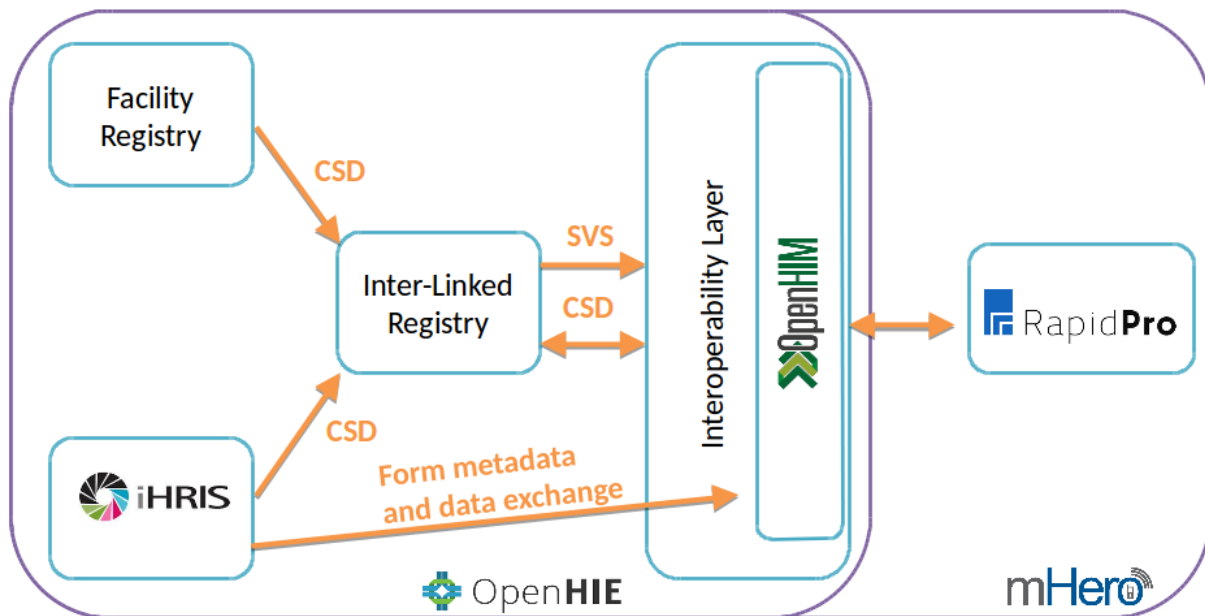 Facility
Registry
CSD
SVS
Inter-Linked
Registry
CSD
CSD
iHRIS
Form metadata
and data exchange
Interoperability Layer
OpenHIM
RapidPro
OpenHIE
mHero